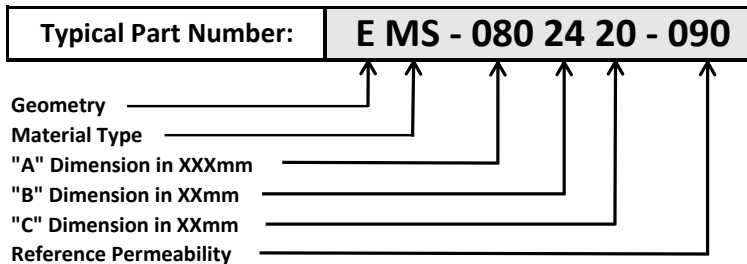 Typical Part Number: E MS - 080 24 20 - 090
Geometry
Material Type
"A" Dimension in XXXmm
"B" Dimension in XXmm
"C" Dimension in XXmm
Reference Permeability